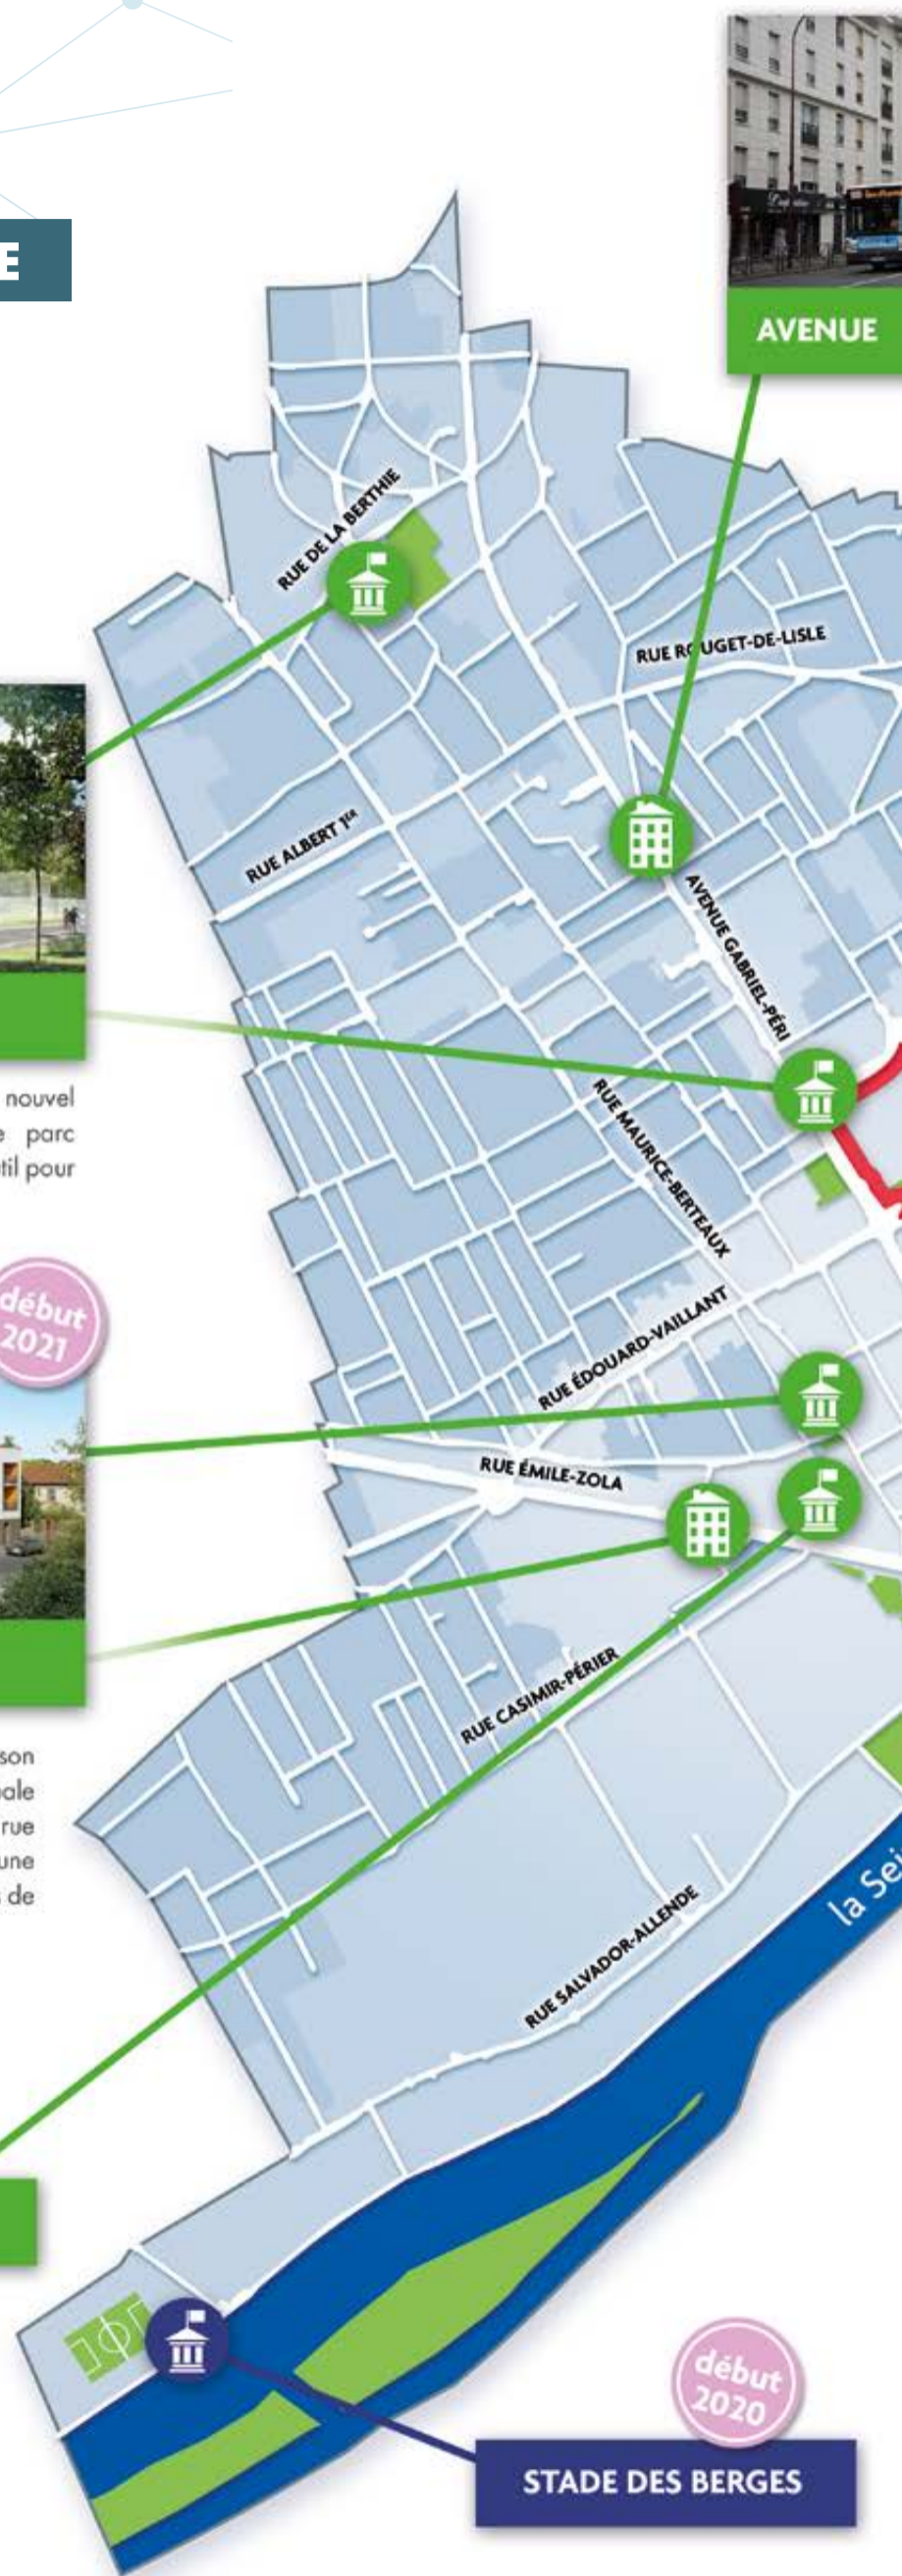 E
AVENUE
RUE DE LA BERTHIE
RUE ROUGET-DE-LISLE
RUE ALBERT 1ER
AVENUE GABRIEL-PÉRI
nouvel
parc
til pour
RUE MAURICE-BERTEAUX
début
2021
RUE ÉDOUARD-VAILLANT
RUE ÉMILE-ZOLA
RUE CASIMIR-PÉRIER
son
ale
rue
une
de
la Sei
RUE SALVADOR-ALLENDE
début
2020
STADE DES BERGES